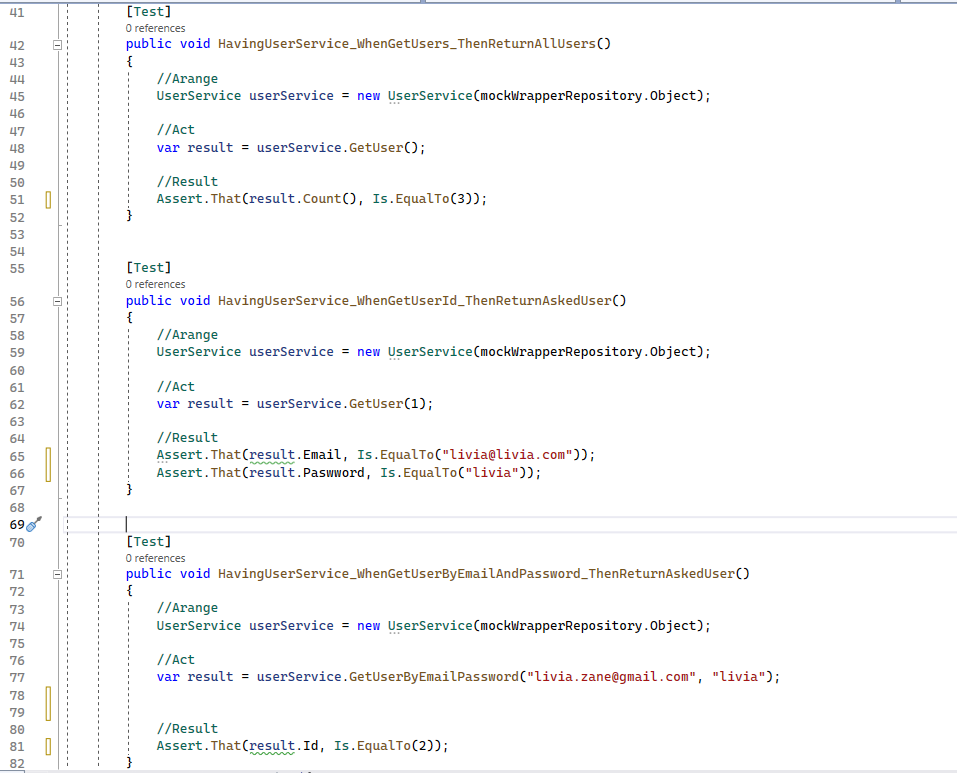 41 [Test]
0 references
42 public void HavingUserService_WhenGetUsers_ThenReturnAllUsers()
43 {
44 //Arange
45 UserService userService = new UserService(mockWrapperRepository.Object);
46
47 //Act
48 var result = userService.GetUser();
49
50 //Result
51 Assert.That(result.Count(), Is.EqualTo(3));
52 }
53
54
55 [Test]
0 references
56 public void HavingUserService_WhenGetUserId_ThenReturnAskedUser()
57 {
58 //Arange
59 UserService userService = new UserService(mockWrapperRepository.Object);
60
61 //Act
62 var result = userService.GetUser(1);
63
64 //Result
65 Assert.That(result.Email, Is.EqualTo("livia@livia.com"));
66 Assert.That(result.Paswword, Is.EqualTo("livia"));
67 }
68
69
70 [Test]
0 references
71 public void HavingUserService_WhenGetUserByEmailAndPassword_ThenReturnAskedUser()
72 {
73 //Arange
74 UserService userService = new UserService(mockWrapperRepository.Object);
75
76 //Act
77 var result = userService.GetUserByEmailPassword("livia.zane@gmail.com", "livia");
78
79
80 //Result
81 Assert.That(result.Id, Is.EqualTo(2));
82 }